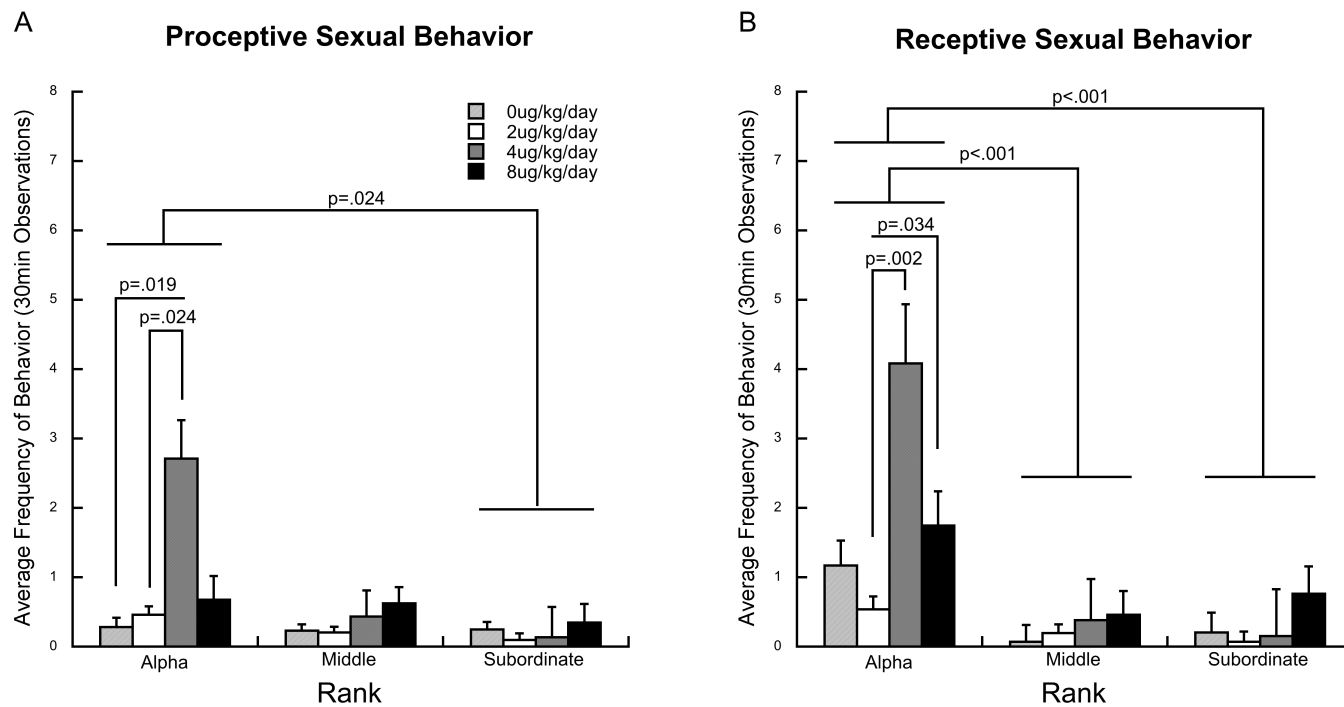 A
Proceptive Sexual Behavior
Average Frequency of Behavior (30min Observations)
8
7
6
5
4
3
2
1
0
0ug/kg/day
2ug/kg/day
4ug/kg/day
8ug/kg/day
p=.024
p=.019
p=.024
Alpha
Middle
Subordinate
Rank
B
Receptive Sexual Behavior
Average Frequency of Behavior (30min Observations)
8
7
6
5
4
3
2
1
0
p<.001
p<.001
p=.034
p=.002
Alpha
Middle
Subordinate
Rank